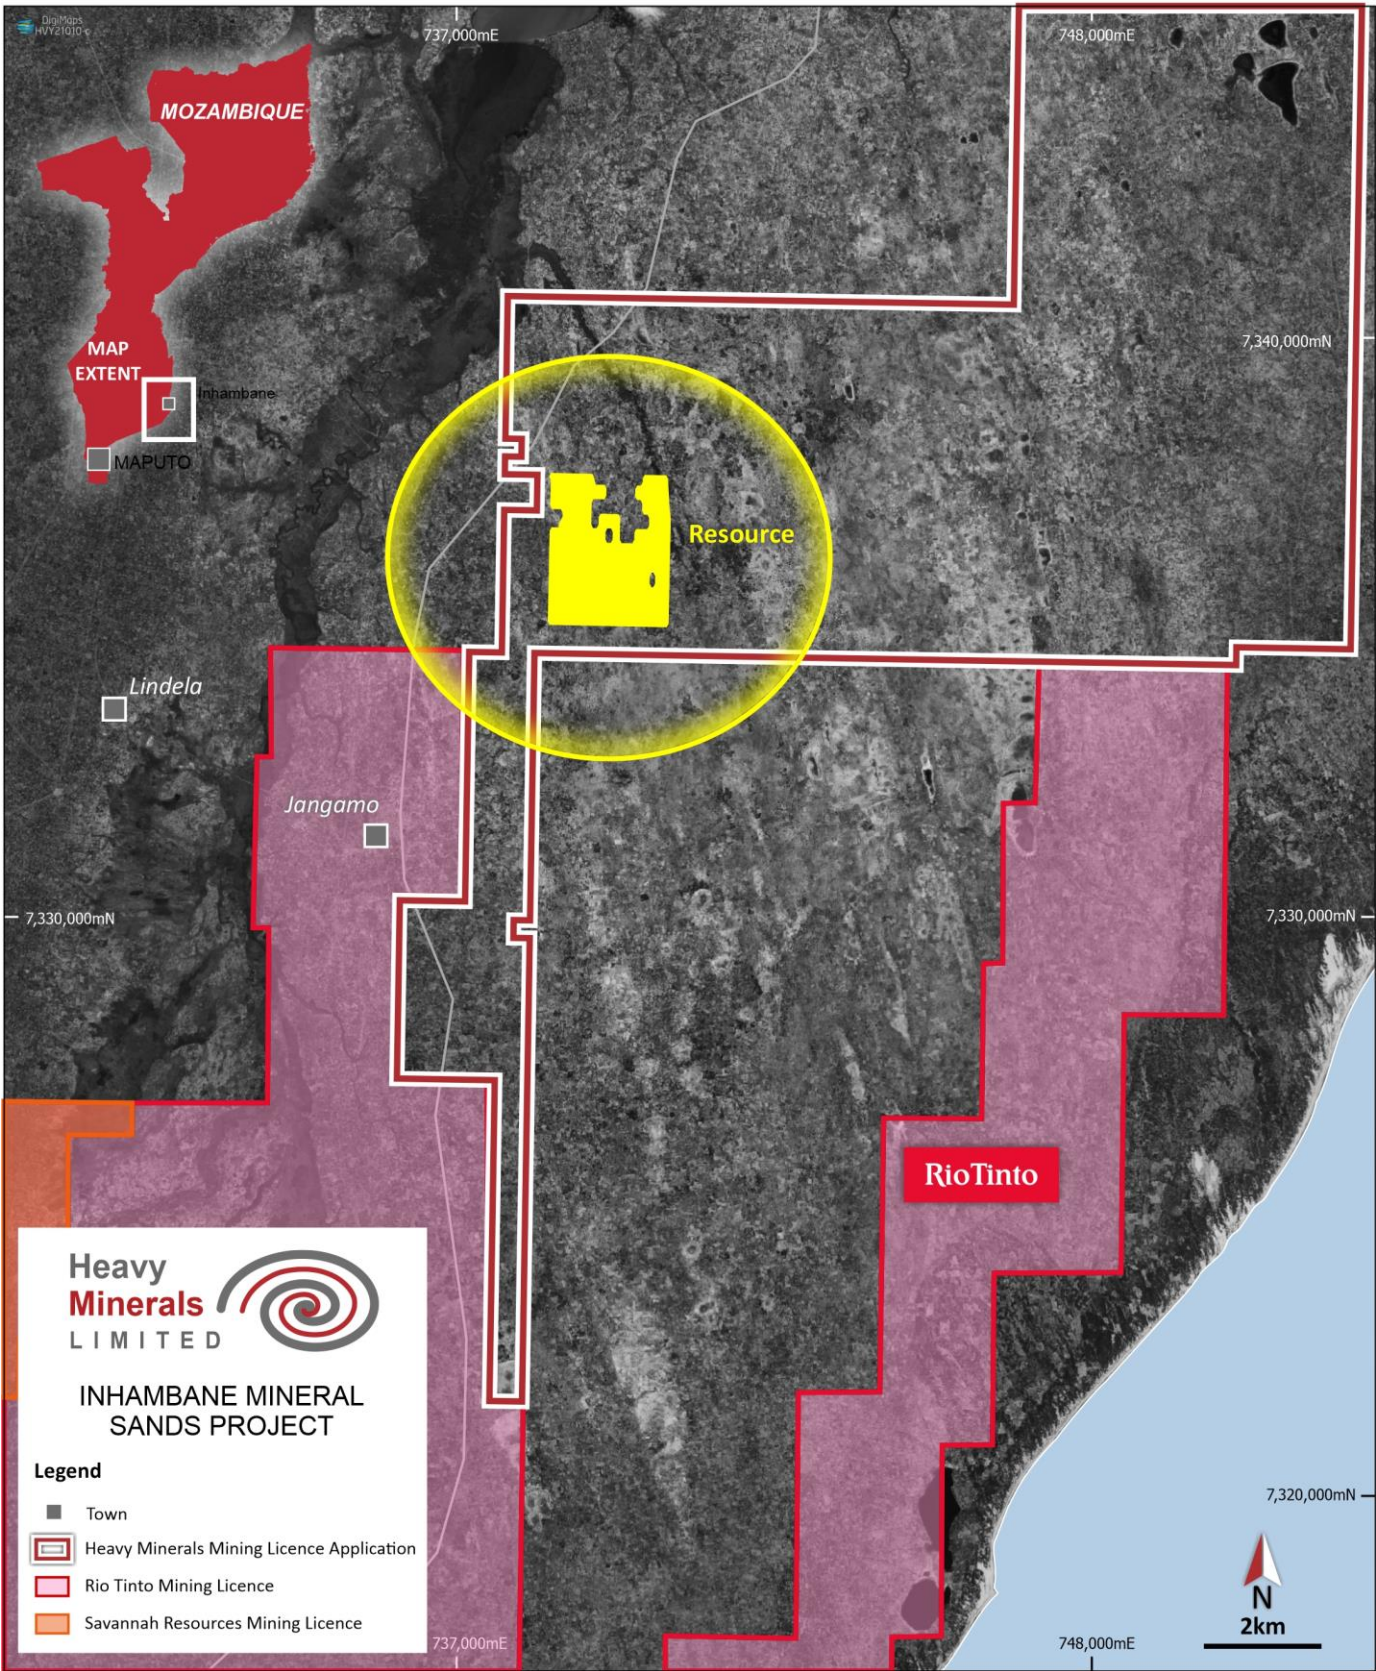 DigiMaps
HVY21010 ©
737,000mE
748,000mE
MOZAMBIQUE
7,340,000mN
MAP
EXTENT
Inhambane
MAPUTO
Resource
Lindela
Jangamo
7,330,000mN
7,330,000mN
RioTinto
Heavy
Minerals
LIMITED
INHAMBANE MINERAL
SANDS PROJECT
Legend
Town
Heavy Minerals Mining Licence Application
Rio Tinto Mining Licence
Savannah Resources Mining Licence
7,320,000mN
N
2km
737,000mE
748,000mE